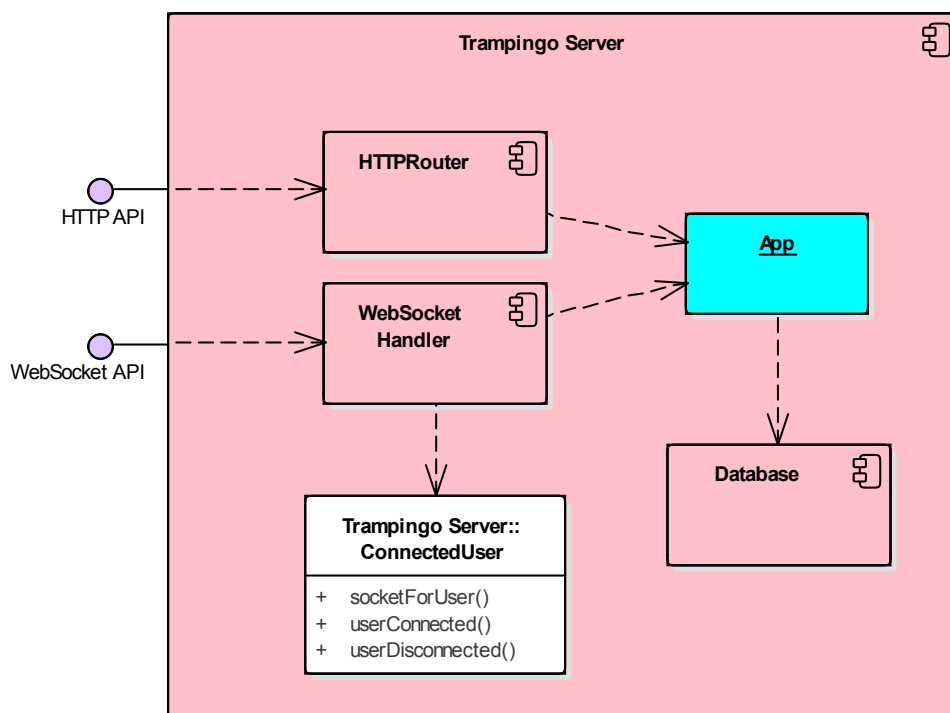 Trampingo Server
HTTPRouter
HTTP API
App
WebSocket
Handler
WebSocket API
Database
Trampingo Server::
ConnectedUser
+ socketForUser()
+ userConnected()
+ userDisconnected()